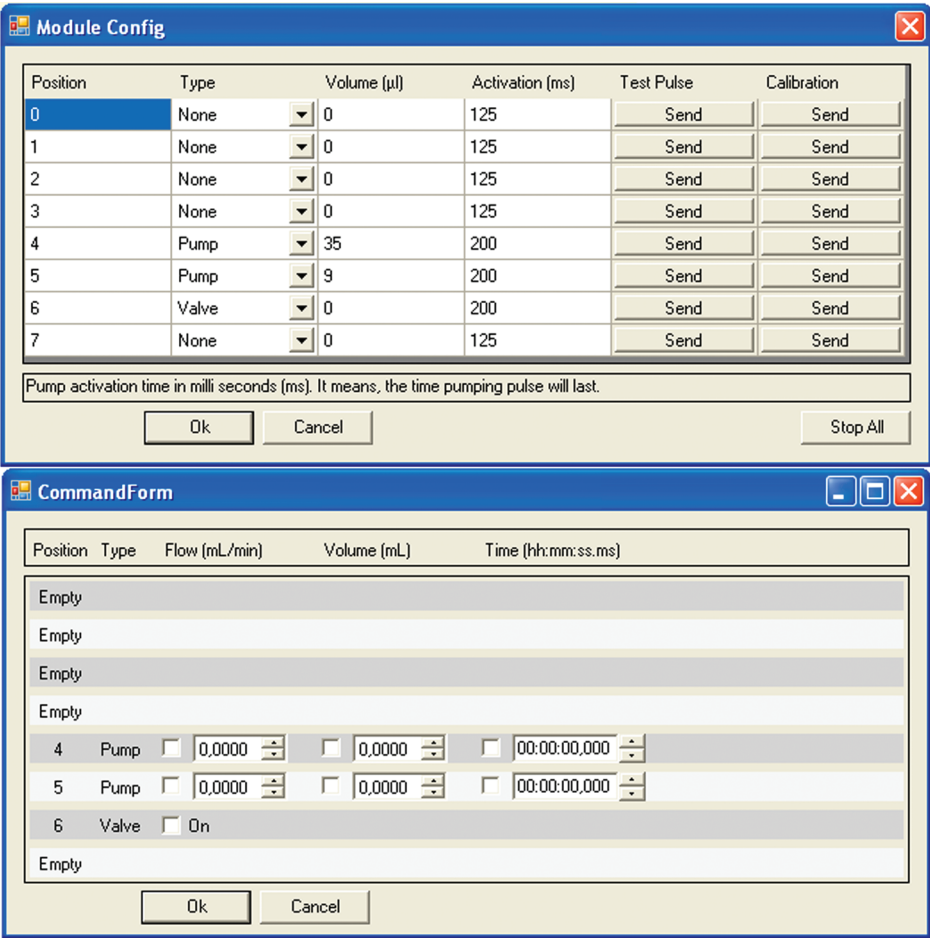 Module Config
Position Type Volume (µl) Activation (ms) Test Pulse Calibration
0 None 0 125 Send Send
1 None 0 125 Send Send
2 None 0 125 Send Send
3 None 0 125 Send Send
4 Pump 35 200 Send Send
5 Pump 9 200 Send Send
6 Valve 0 200 Send Send
7 None 0 125 Send Send
Pump activation time in milli seconds (ms). It means, the time pumping pulse will last.
Ok Cancel Stop All
CommandForm
Position Type Flow (mL/min) Volume (mL) Time (hh:mm:ss.ms)
Empty
Empty
Empty
Empty
4 Pump 0,0000 0,0000 00:00:00,000
5 Pump 0,0000 0,0000 00:00:00,000
6 Valve On
Empty
Ok Cancel